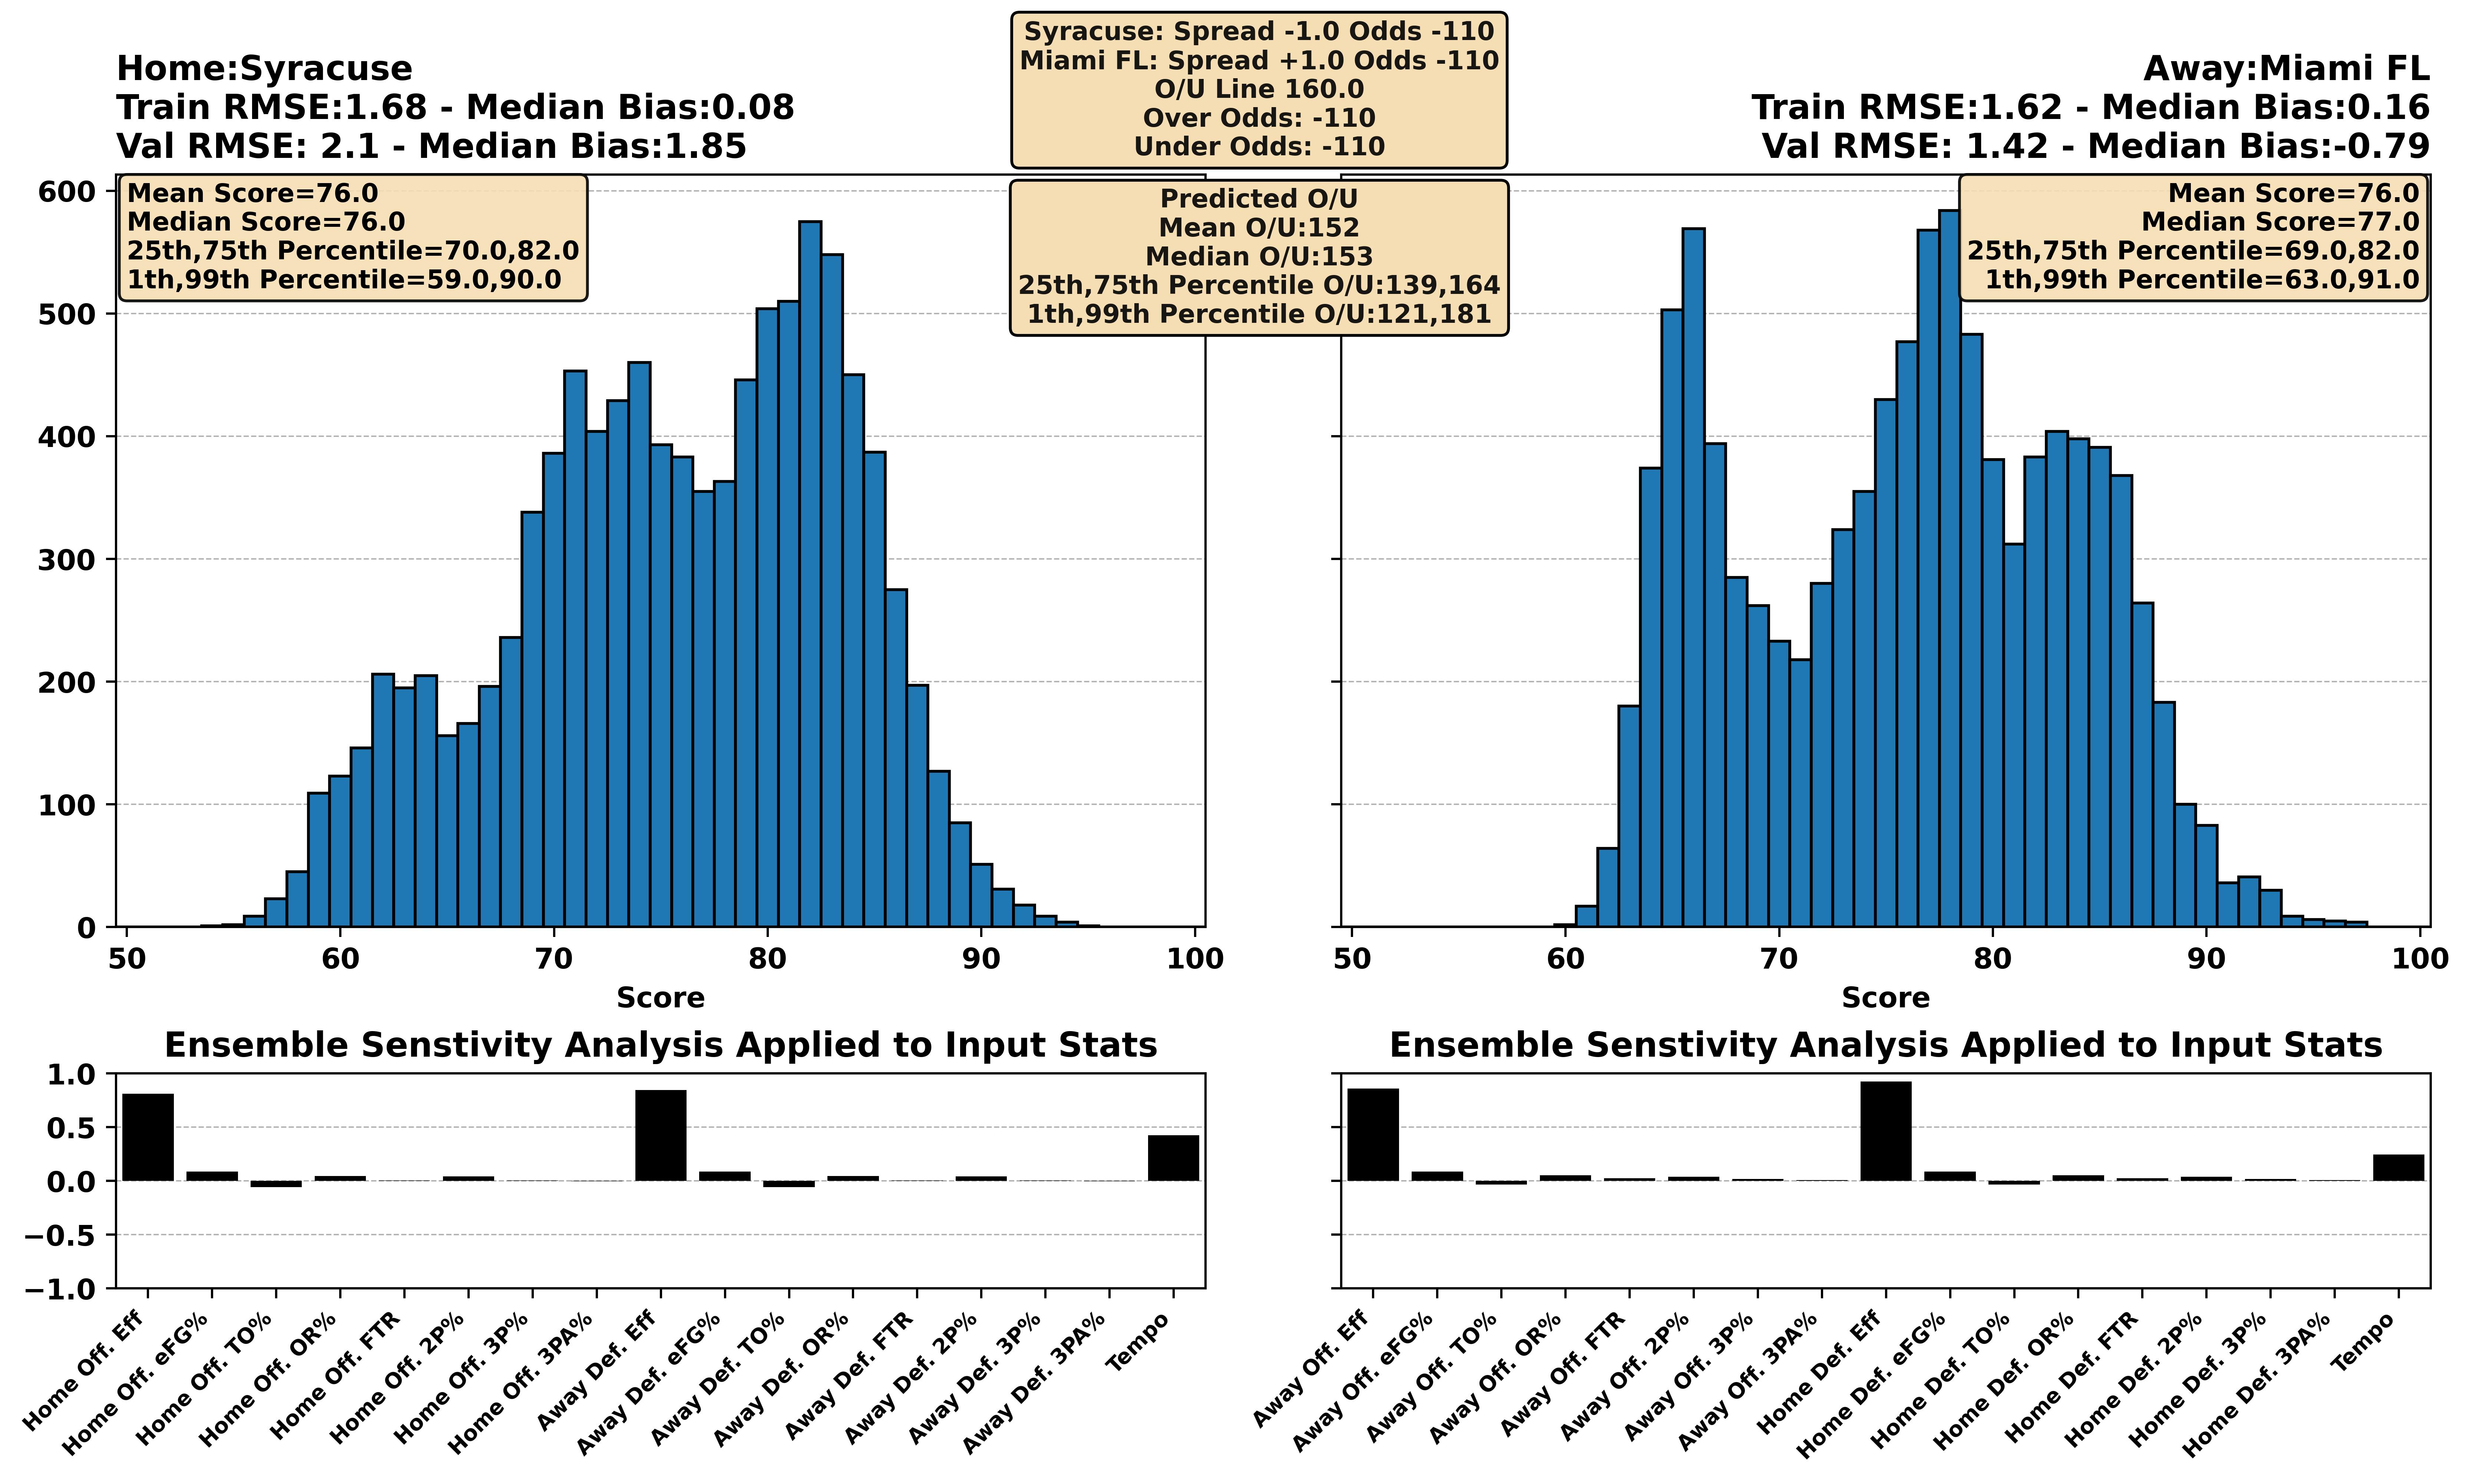 Syracuse: Spread -1.0 Odds -110
Miami FL: Spread +1.0 Odds -110
O/U Line 160.0
Over Odds: -110
Under Odds: -110
Home:Syracuse
Train RMSE:1.68 - Median Bias:0.08
Val RMSE: 2.1 - Median Bias:1.85
Away:Miami FL
Train RMSE:1.62 - Median Bias:0.16
Val RMSE: 1.42 - Median Bias:-0.79
Mean Score=76.0
Median Score=76.0
25th,75th Percentile=70.0,82.0
1th,99th Percentile=59.0,90.0
Predicted O/U
Mean O/U:152
Median O/U:153
25th,75th Percentile O/U:139,164
1th,99th Percentile O/U:121,181
Mean Score=76.0
Median Score=77.0
25th,75th Percentile=69.0,82.0
1th,99th Percentile=63.0,91.0
600
500
400
300
200
100
0
50 60 70 80 90 100
Score
50 60 70 80 90 100
Score
Ensemble Senstivity Analysis Applied to Input Stats
Ensemble Senstivity Analysis Applied to Input Stats
1.0
0.5
0.0
−0.5
−1.0
Home Off. Eff
Home Off. eFG%
Home Off. TO%
Home Off. OR%
Home Off. FTR
Home Off. 2P%
Home Off. 3P%
Home Off. 3PA%
Away Def. Eff
Away Def. eFG%
Away Def. TO%
Away Def. OR%
Away Def. FTR
Away Def. 2P%
Away Def. 3P%
Away Def. 3PA%
Tempo
Away Off. Eff
Away Off. eFG%
Away Off. TO%
Away Off. OR%
Away Off. FTR
Away Off. 2P%
Away Off. 3P%
Away Off. 3PA%
Home Def. Eff
Home Def. eFG%
Home Def. TO%
Home Def. OR%
Home Def. FTR
Home Def. 2P%
Home Def. 3P%
Home Def. 3PA%
Tempo